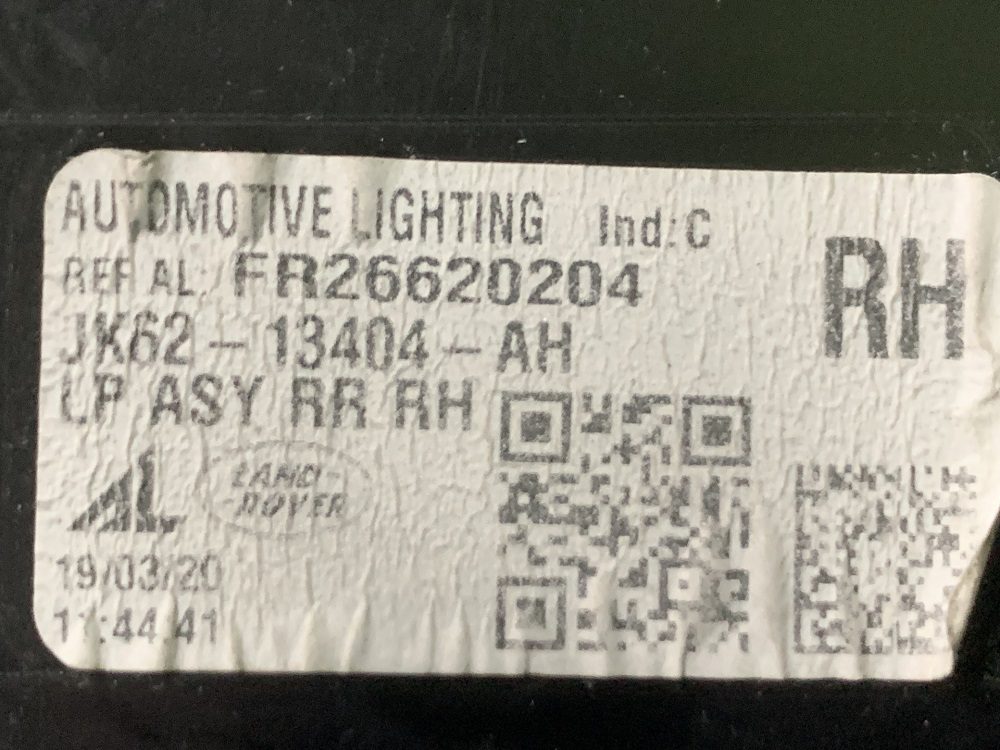 AUTOMOTIVE LIGHTING Ind: C
REF AL: FR26620204
RH
JK62-13404-AH
LP ASY RR RH
AL
LAND-
-ROVER
19/03/20
11:44:41